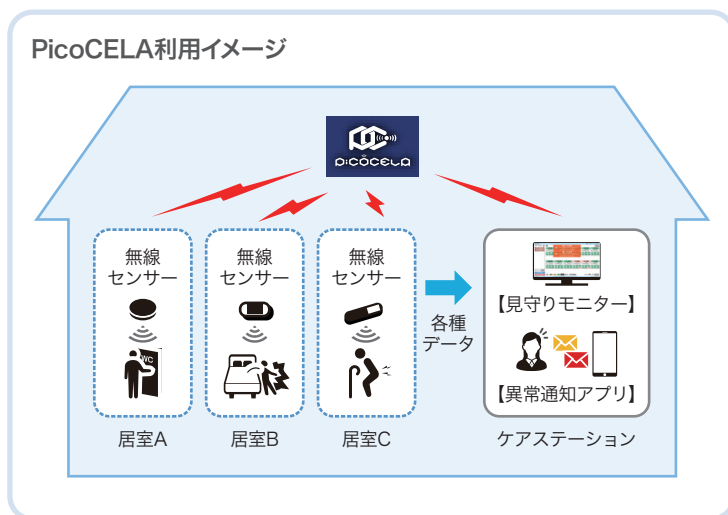 PicoCELA利用イメージ
PiCOCELA
無線
センサー
無線
センサー
無線
センサー
WC
各種
データ
【見守りモニター】
【異常通知アプリ】
居室A
居室B
居室C
ケアステーション